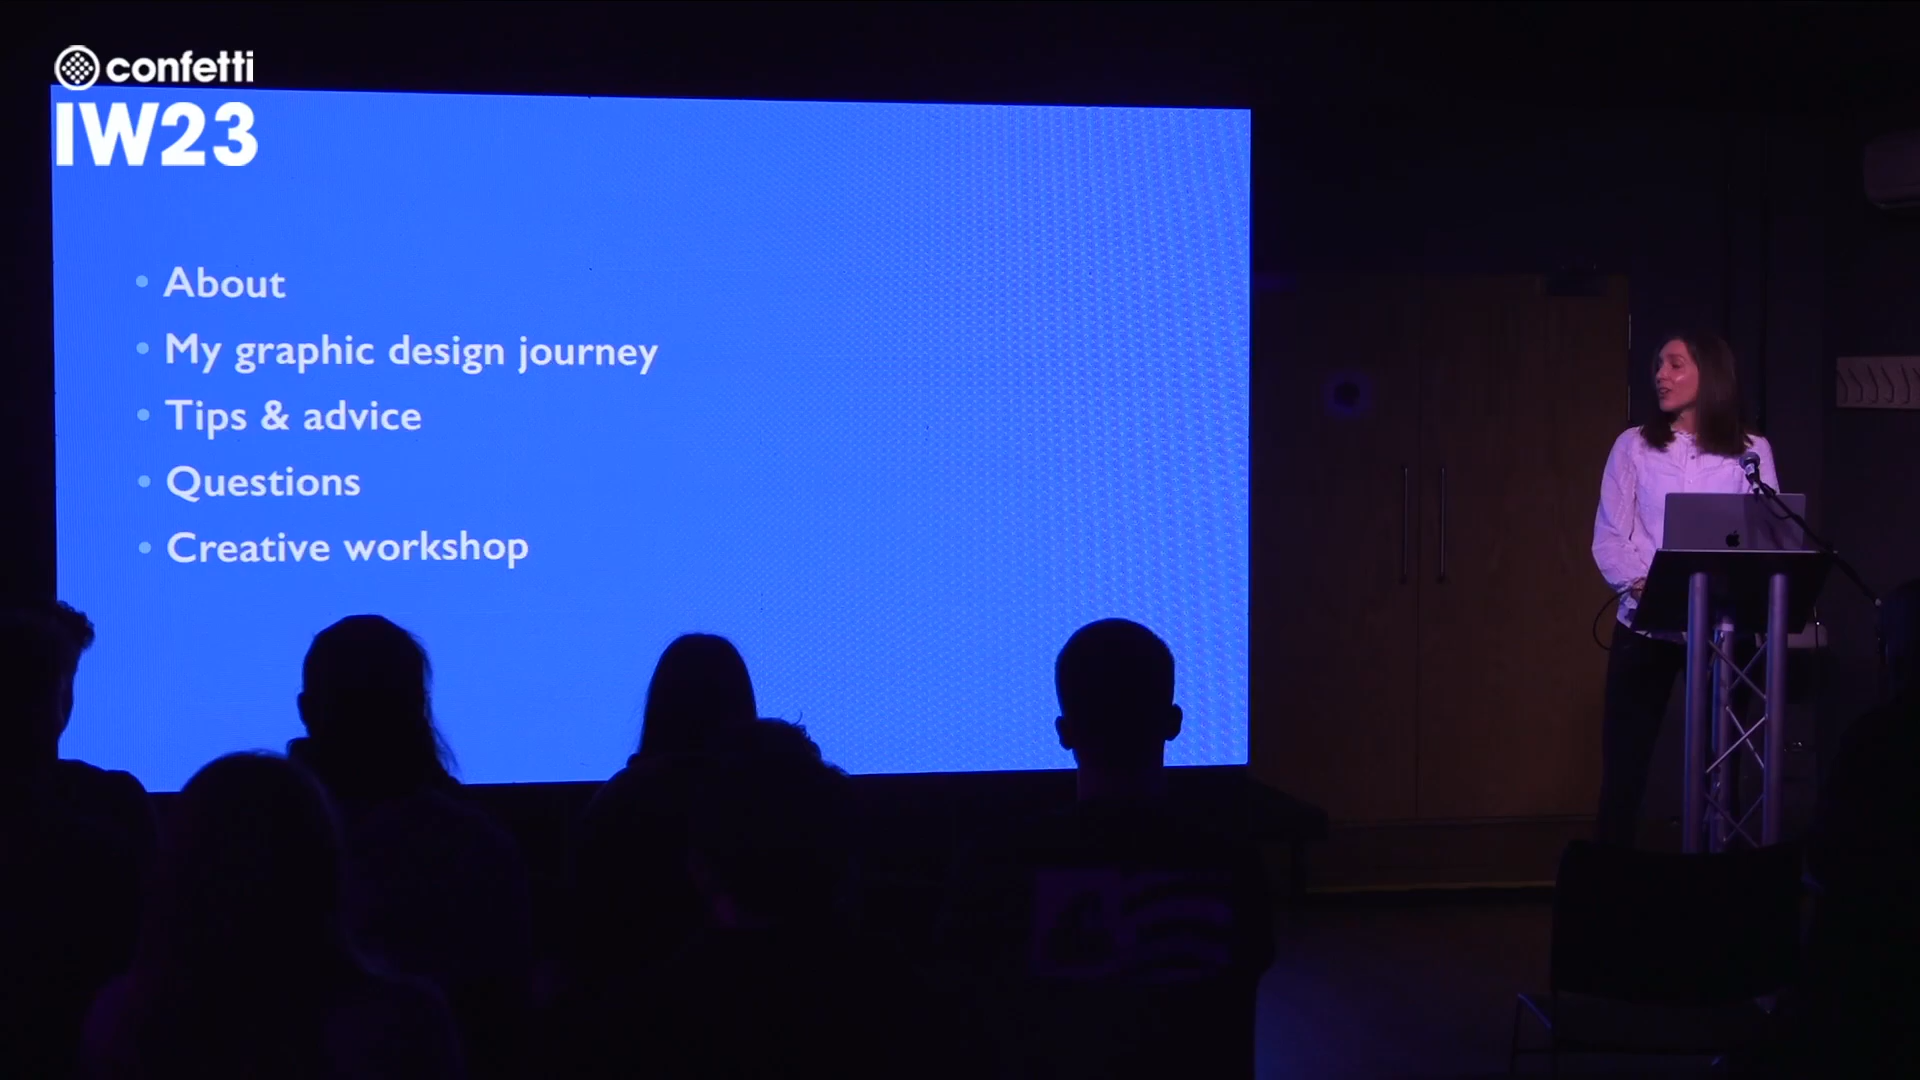 confetti
IW23
• About
• My graphic design journey
• Tips & advice
• Questions
• Creative workshop